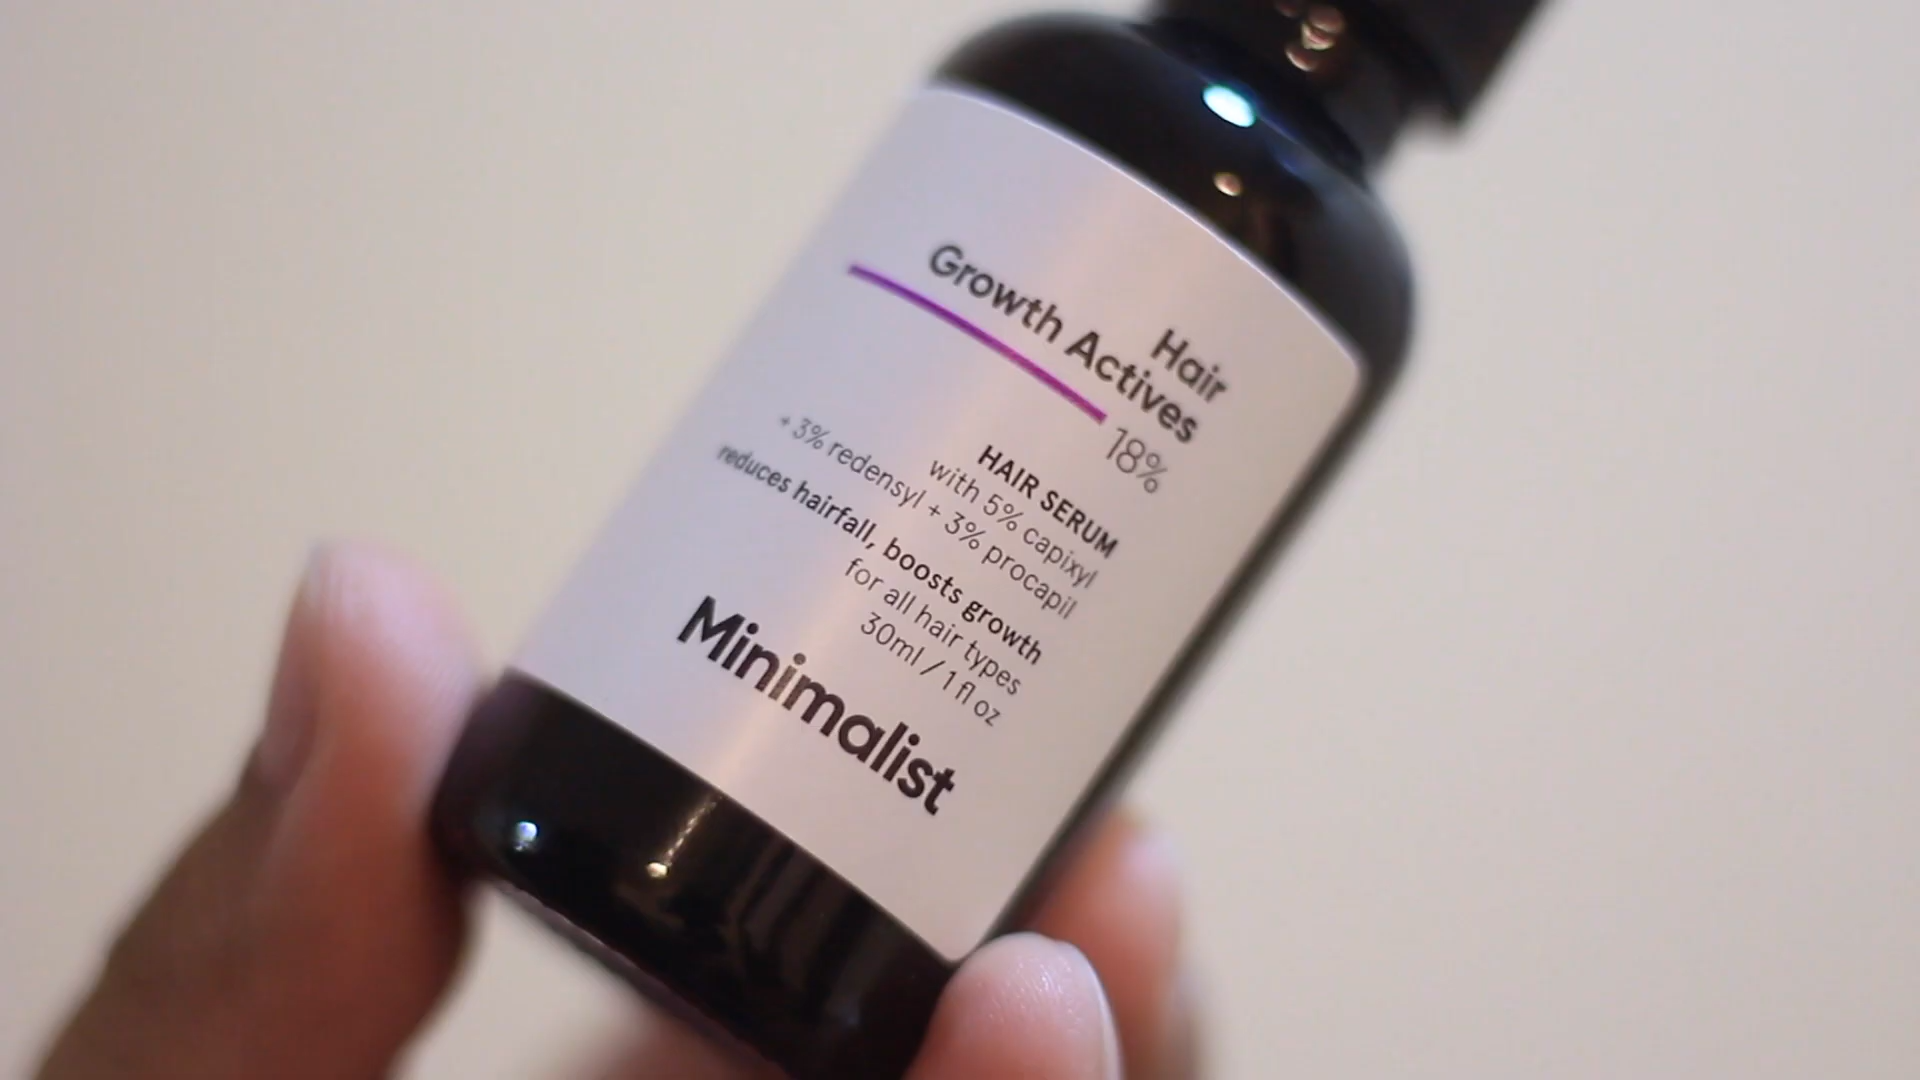 Hair
Growth Actives
18%
HAIR SERUM
with 5% capixyl
+ 3% redensyl + 3% procapil
reduces hairfall, boosts growth
for all hair types
30ml / 1 fl oz
Minimalist